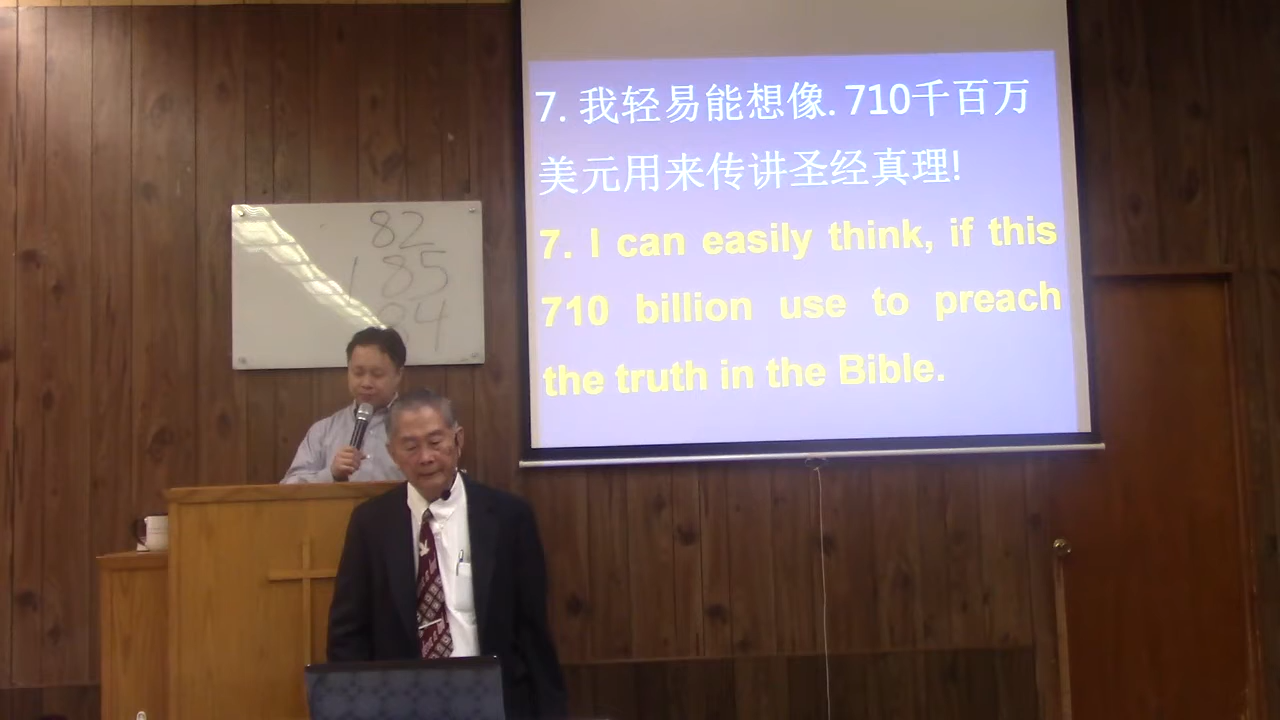 82
185
84
7. 我轻易能想像. 710千百万
美元用来传讲圣经真理!
7. I can easily think, if this
710 billion use to preach
the truth in the Bible.